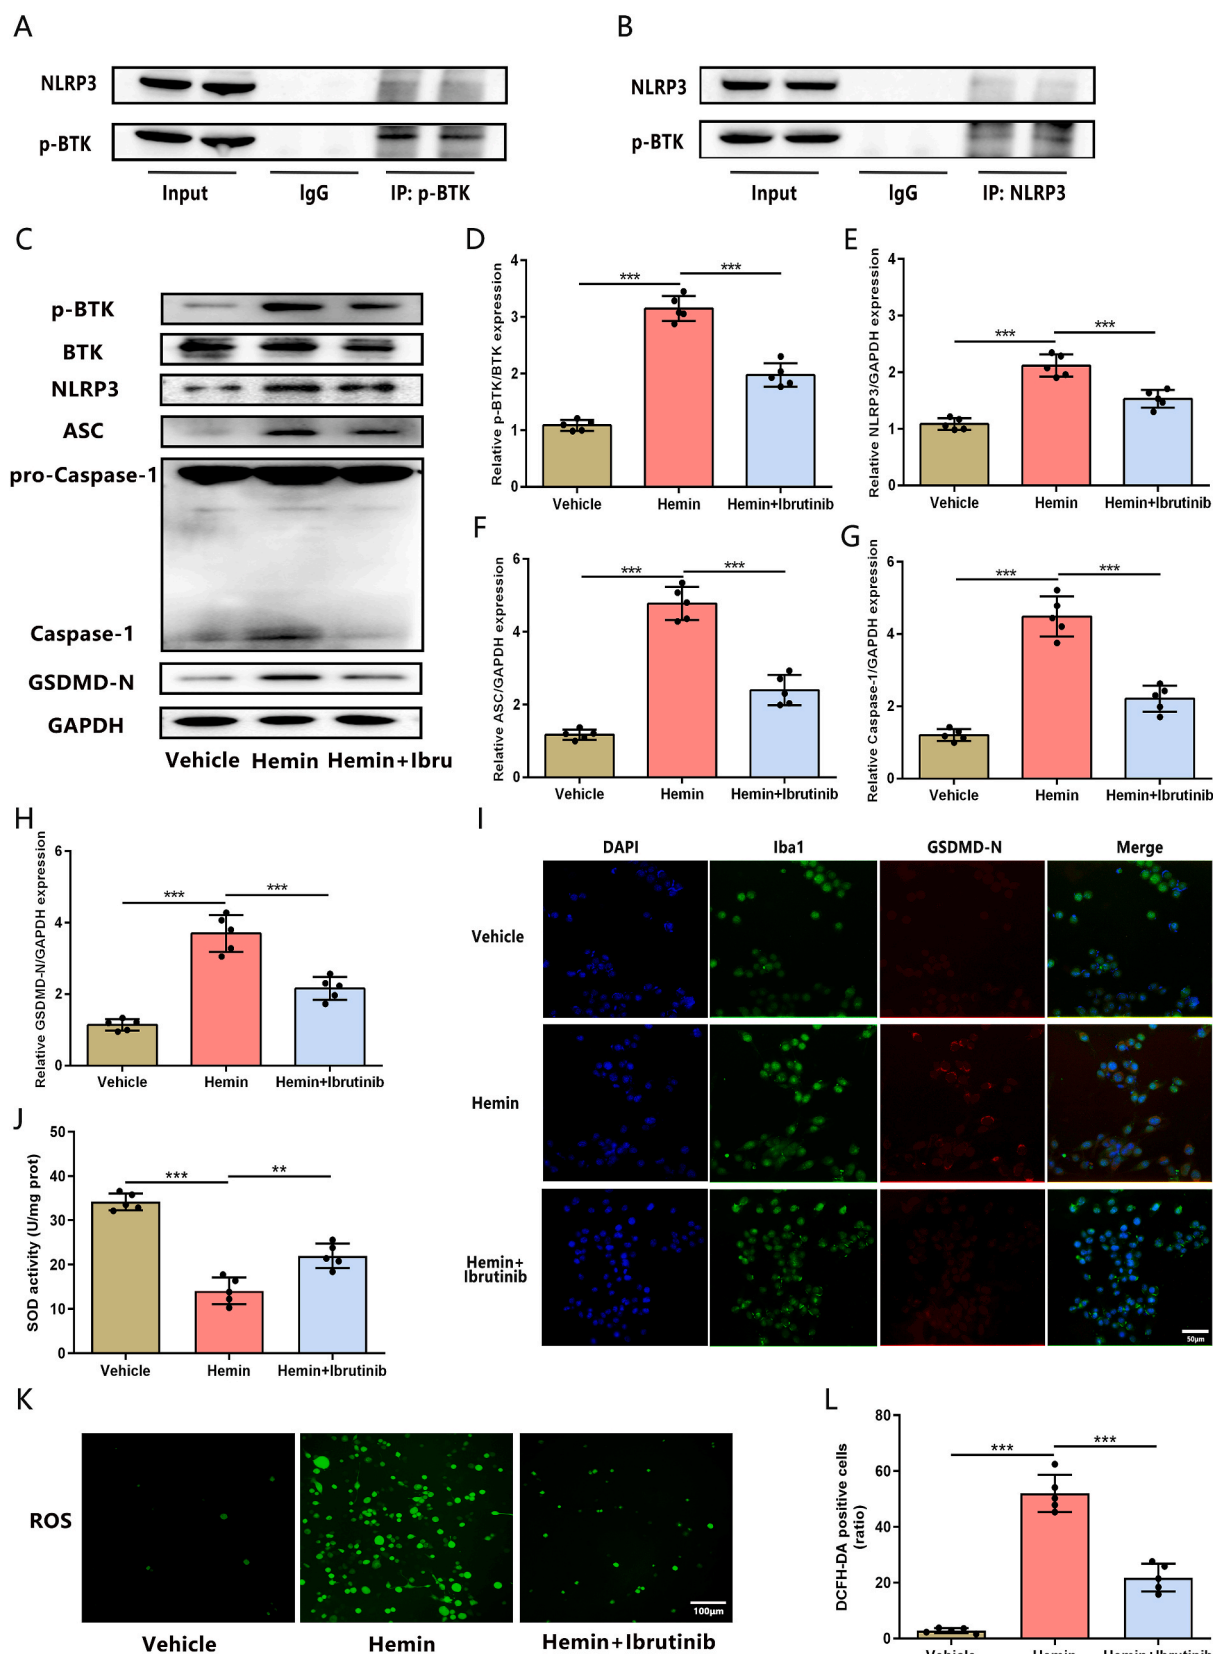 A
B
NLRP3
p-BTK
Input
IgG
IP: p-BTK
NLRP3
p-BTK
Input
IgG
IP: NLRP3
C
p-BTK
BTK
NLRP3
ASC
pro-Caspase-1
Caspase-1
GSDMD-N
GAPDH
Vehicle Hemin Hemin+Ibru
D
Relative p-BTK/BTK expression
4
3
2
1
0
***
***
Vehicle
Hemin
Hemin+Ibrutinib
E
Relative NLRP3/GAPDH expression
4
3
2
1
0
***
***
Vehicle
Hemin
Hemin+Ibrutinib
F
Relative ASC/GAPDH expression
6
4
2
0
***
***
Vehicle
Hemin
Hemin+Ibrutinib
G
Relative Caspase-1/GAPDH expression
6
4
2
0
***
***
Vehicle
Hemin
Hemin+Ibrutinib
H
Relative GSDMD-N/GAPDH expression
6
4
2
0
***
***
Vehicle
Hemin
Hemin+Ibrutinib
I
DAPI
Iba1
GSDMD-N
Merge
Vehicle
Hemin
Hemin+
Ibrutinib
50μm
J
SOD activity (U/mg prot)
50
40
30
20
10
0
***
**
Vehicle
Hemin
Hemin+Ibrutinib
K
ROS
100μm
Vehicle
Hemin
Hemin+Ibrutinib
L
DCFH-DA positive cells
(ratio)
80
60
40
20
0
***
***
Vehicle
Hemin
Hemin+Ibrutinib